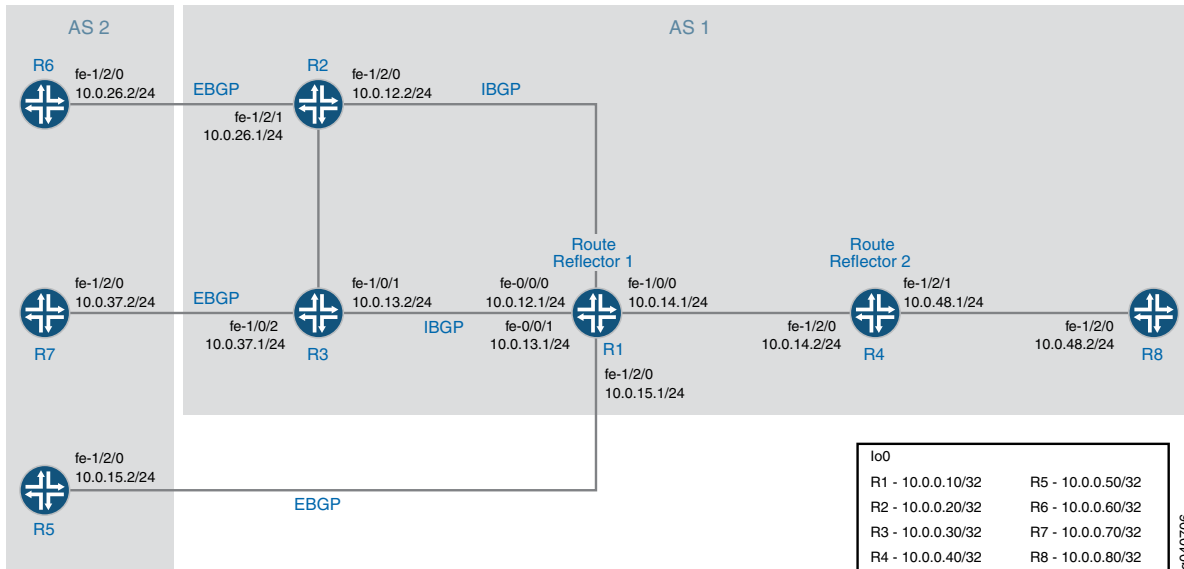 AS 2
AS 1
R6
fe-1/2/0
10.0.26.2/24
EBGP
R2
fe-1/2/0
10.0.12.2/24
IBGP
fe-1/2/1
10.0.26.1/24
Route
Reflector 1
Route
Reflector 2
fe-1/2/0
10.0.37.2/24
EBGP
fe-1/0/1
10.0.13.2/24
fe-0/0/0
10.0.12.1/24
fe-1/0/0
10.0.14.1/24
fe-1/2/1
10.0.48.1/24
R7
fe-1/0/2
10.0.37.1/24
R3
IBGP
fe-0/0/1
10.0.13.1/24
R1
fe-1/2/0
10.0.14.2/24
R4
fe-1/2/0
10.0.48.2/24
R8
fe-1/2/0
10.0.15.1/24
fe-1/2/0
10.0.15.2/24
R5
EBGP
lo0
R1 - 10.0.0.10/32
R5 - 10.0.0.50/32
R2 - 10.0.0.20/32
R6 - 10.0.0.60/32
R3 - 10.0.0.30/32
R7 - 10.0.0.70/32
R4 - 10.0.0.40/32
R8 - 10.0.0.80/32